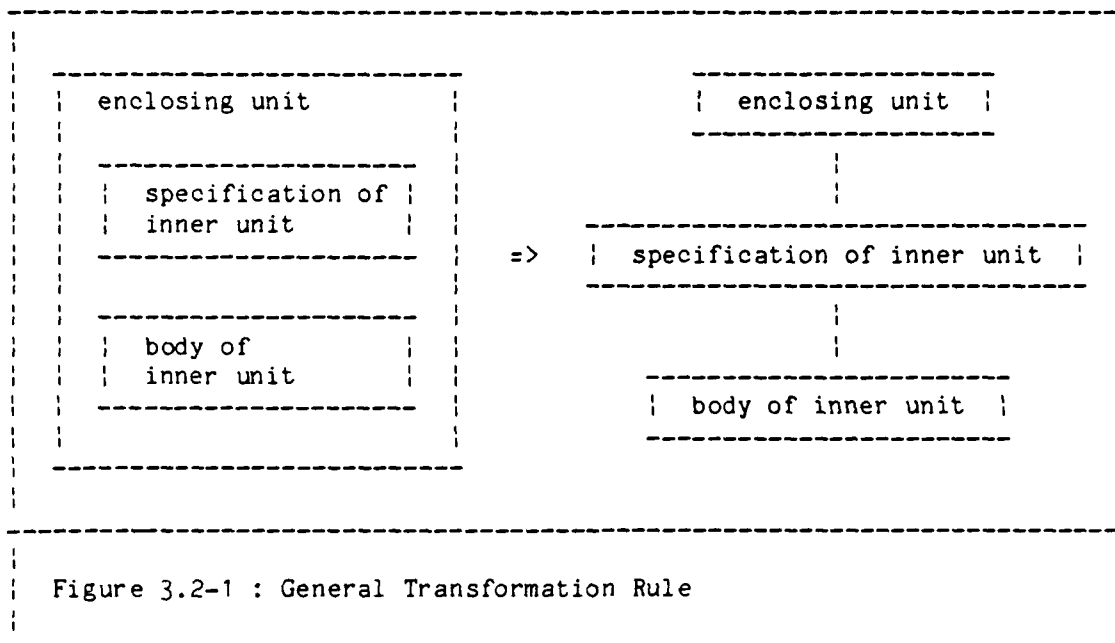 enclosing unit
specification of
inner unit
body of
inner unit
=>
enclosing unit
specification of inner unit
body of inner unit
Figure 3.2-1 : General Transformation Rule